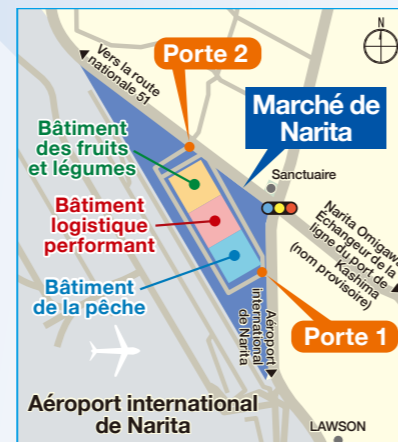 Vers la route
nationale 51
Porte 2
N
Marché de
Narita
Bâtiment
des fruits
et légumes
Sanctuaire
Bâtiment
logistique
performant
Narita Omigawa
Échangeur de la
ligne du port de
Kashima
(nom provisoire)
Bâtiment
de la pêche
Aéroport
international
de Narita
Porte 1
Aéroport international
de Narita
LAWSON